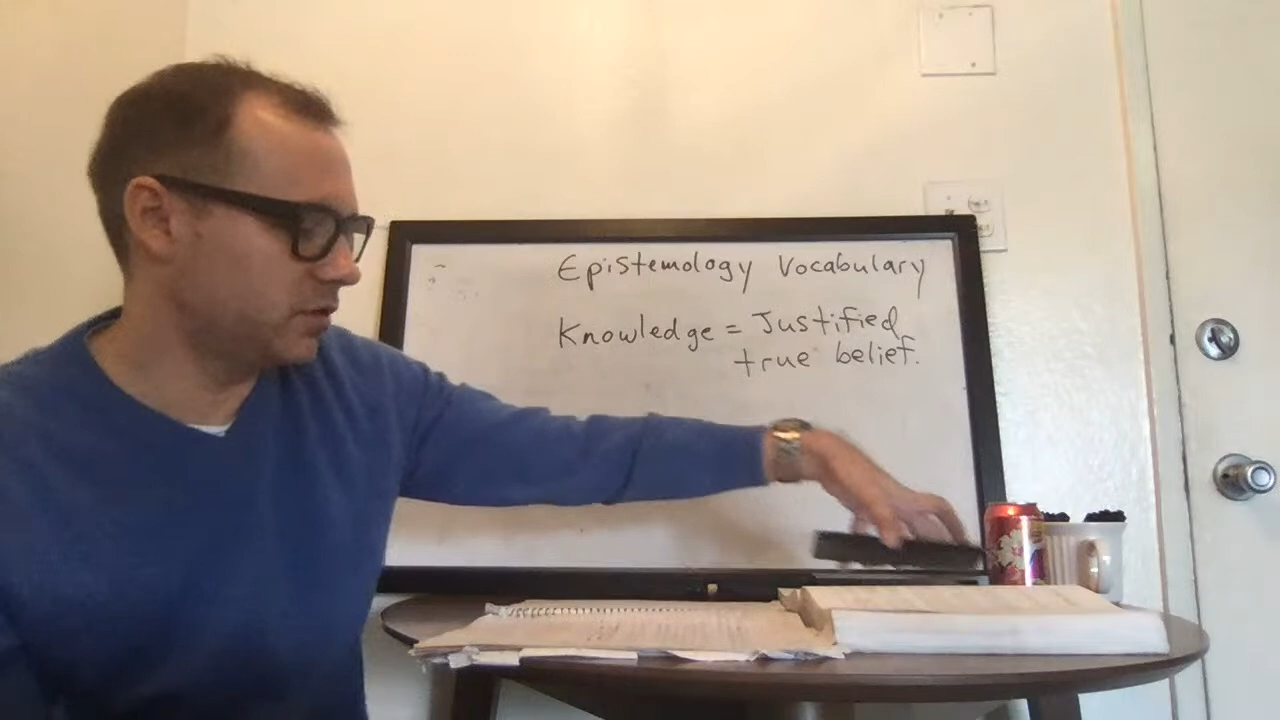 Epistemology Vocabulary
Knowledge = Justified
true belief.